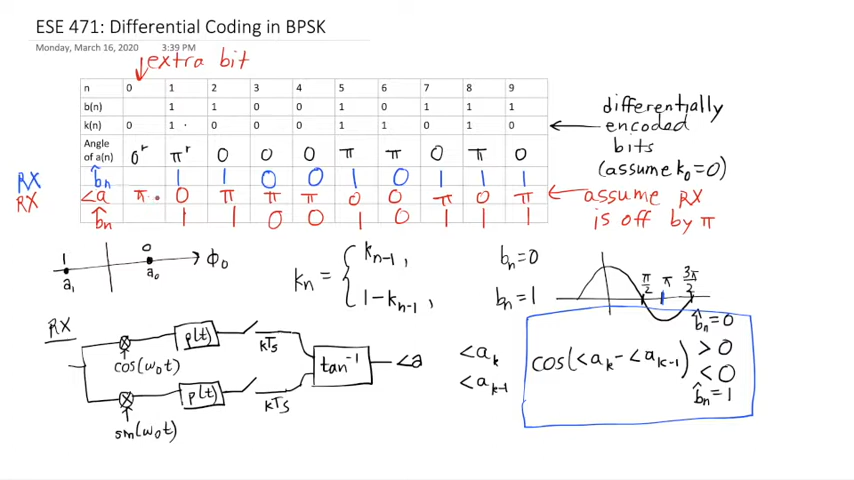 ESE 471: Differential Coding in BPSK
Monday, March 16, 2020 3:39 PM
extra bit
n 0 1 2 3 4 5 6 7 8 9
b(n) 1 1 0 0 1 0 1 1 1
k(n) 0 1 0 0 0 1 1 0 1 0
Angle of a(n) 0ʳ πʳ 0 0 0 π π 0 π 0
RX b̂ₙ 1 1 0 0 1 0 1 1 1
RX <a π 0 π π π 0 0 π 0 π
b̂ₙ 1 1 0 0 1 0 1 1 1
differentially
encoded
bits
(assume k₀=0)
assume RX
is off by π
1 0 ϕ₀
a₁ a₀
kₙ = { kₙ₋₁, bₙ=0
1-kₙ₋₁, bₙ=1
π/2 π 3π/2
RX
p(t) kTs
cos(ω₀t)
tan⁻¹ <a
p(t) kTs
sin(ω₀t)
<aₖ
<aₖ₋₁
b̂ₙ=0
cos(<aₖ-<aₖ₋₁) > 0
< 0
b̂ₙ=1